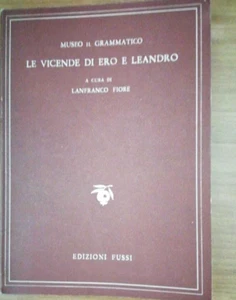 MUSEO IL GRAMMATICO
LE VICENDE DI ERO E LEANDRO
A CURA DI
LANFRANCO FIORE
EDIZIONI FUSSI